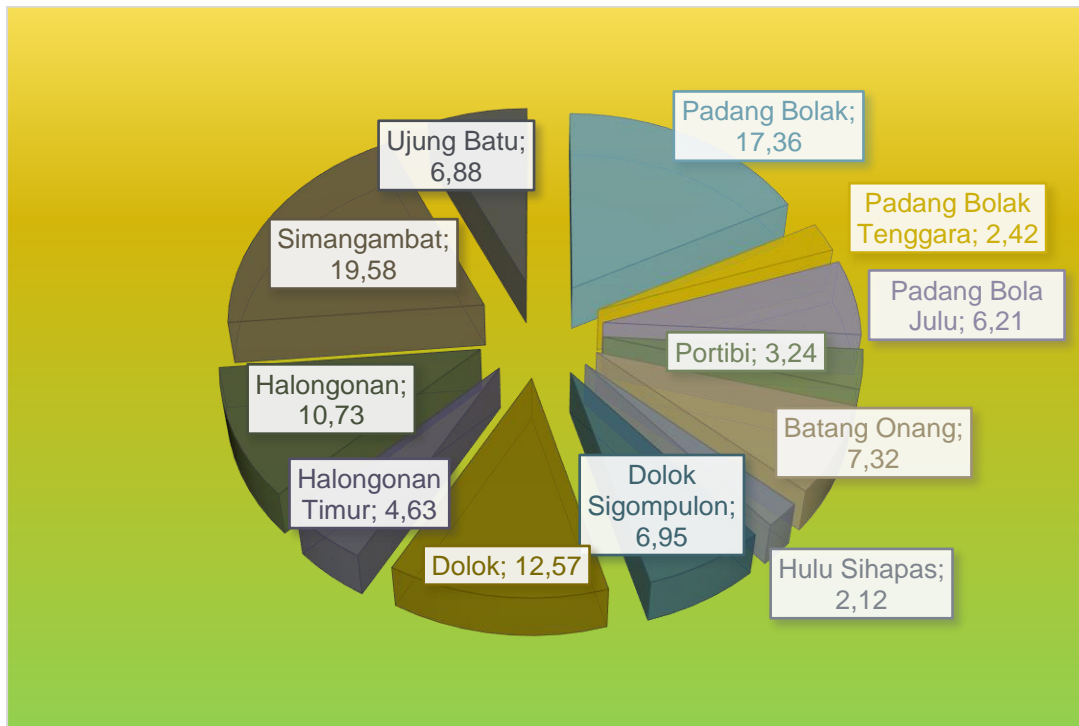 Padang Bolak;
17,36
Padang Bolak
Tenggara; 2,42
Padang Bola
Julu; 6,21
Portibi; 3,24
Batang Onang;
7,32
Hulu Sihapas;
2,12
Dolok
Sigompulon;
6,95
Dolok; 12,57
Halongonan
Timur; 4,63
Halongonan;
10,73
Simangambat;
19,58
Ujung Batu;
6,88